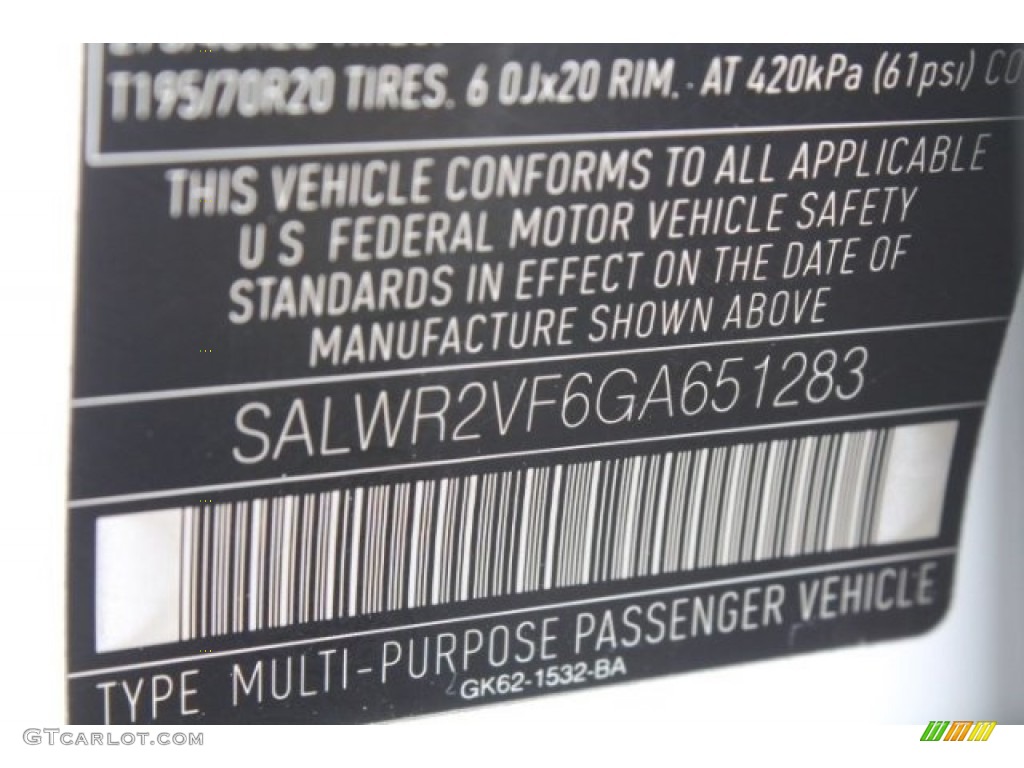 T195/70R20 TIRES. 6 0Jx20 RIM. AT 420kPa (61psi) CO
THIS VEHICLE CONFORMS TO ALL APPLICABLE
U S FEDERAL MOTOR VEHICLE SAFETY
STANDARDS IN EFFECT ON THE DATE OF
MANUFACTURE SHOWN ABOVE
SALWR2VF6GA651283
TYPE MULTI-PURPOSE PASSENGER VEHICLE
GK62-1532-BA
GTCARLOT.COM